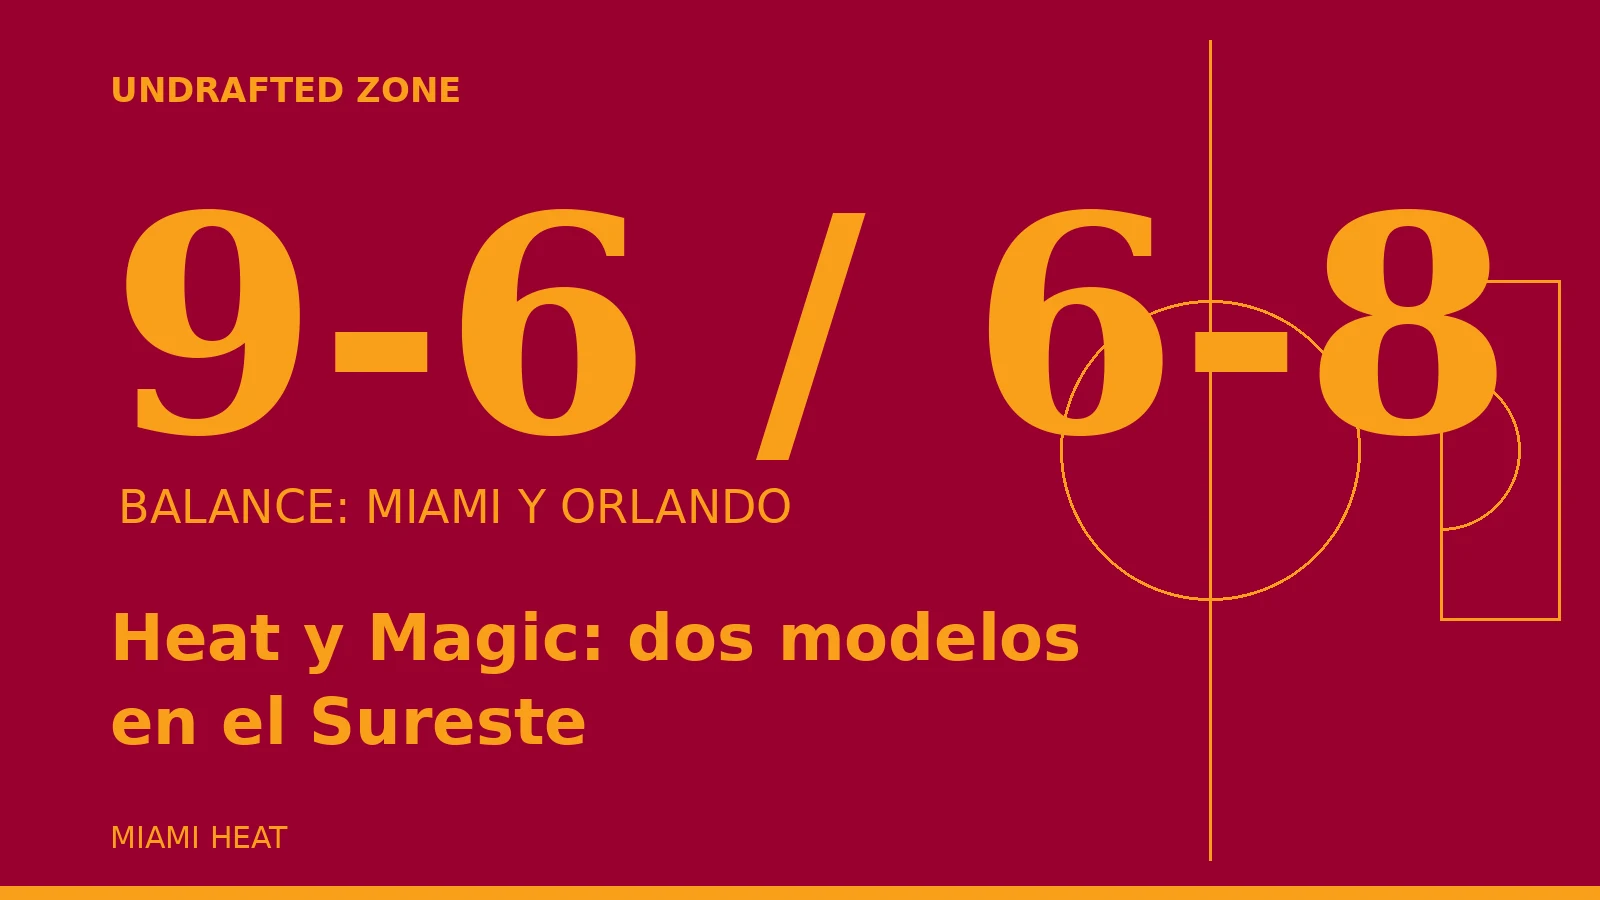 UNDRAFTED ZONE
9-6 / 6-8
BALANCE: MIAMI Y ORLANDO
Heat y Magic: dos modelos
en el Sureste
MIAMI HEAT